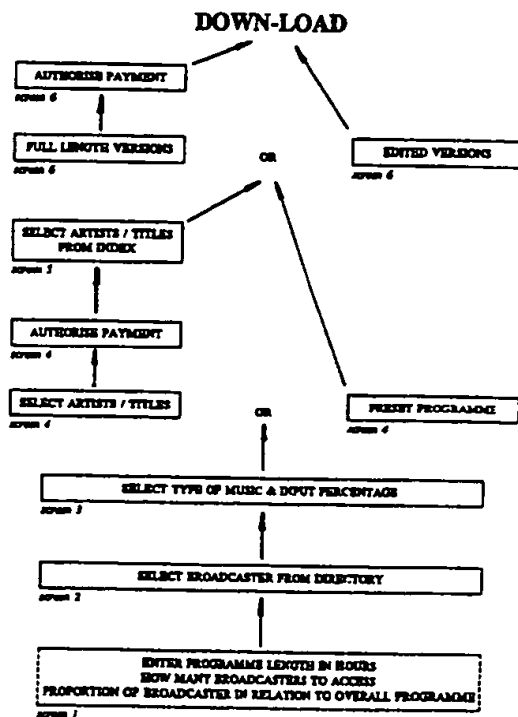 DOWN-LOAD
AUTHORISE PAYMENT
screen 6
FULL LENGTH VERSIONS
screen 6
OR
EDITED VERSIONS
screen 6
SELECT ARTISTS / TITLES
FROM INDEX
screen 5
AUTHORISE PAYMENT
screen 4
SELECT ARTISTS / TITLES
screen 4
OR
PRESET PROGRAMME
screen 4
SELECT TYPE OF MUSIC & INPUT PERCENTAGE
screen 3
SELECT BROADCASTER FROM DIRECTORY
screen 2
ENTER PROGRAMME LENGTH IN HOURS
HOW MANY BROADCASTERS TO ACCESS
PROPORTION OF BROADCASTER IN RELATION TO OVERALL PROGRAMME
screen 1